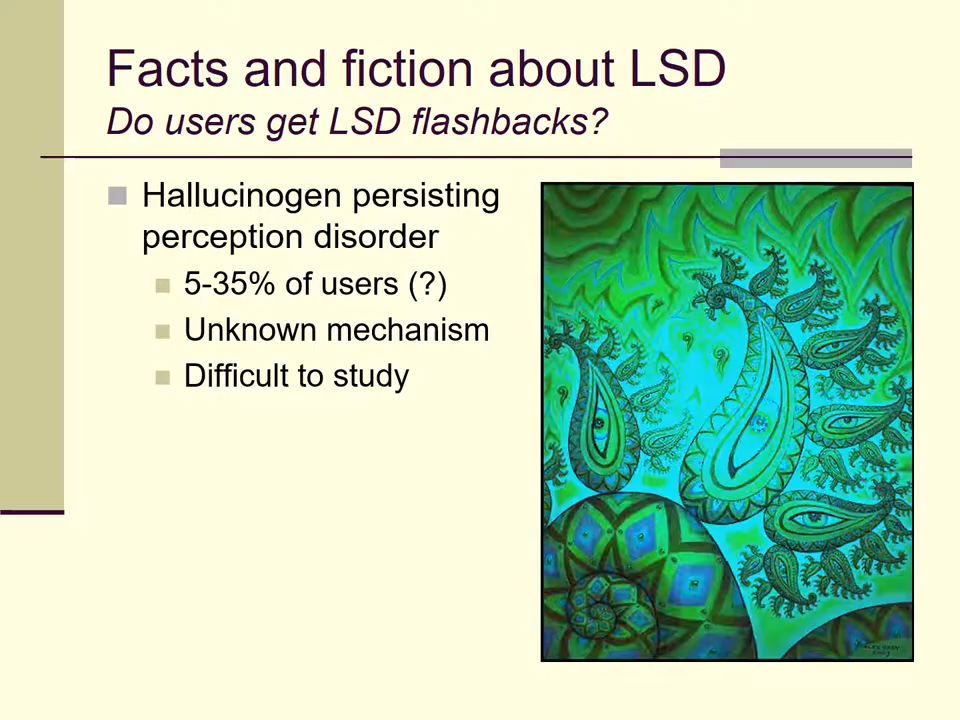 Facts and fiction about LSD
Do users get LSD flashbacks?
Hallucinogen persisting
perception disorder
5-35% of users (?)
Unknown mechanism
Difficult to study